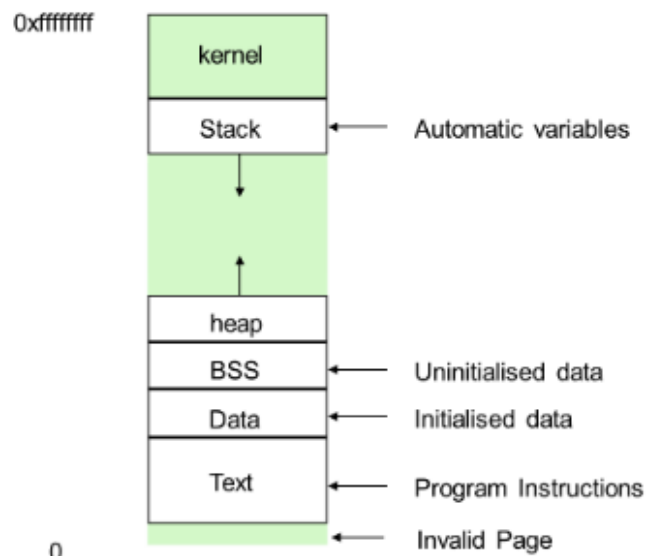 0xffffffff
kernel
Stack
Automatic variables
heap
BSS
Uninitialised data
Data
Initialised data
Text
Program Instructions
Invalid Page
0